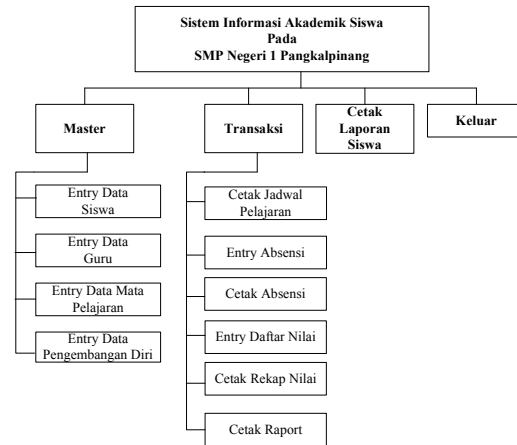 Sistem Informasi Akademik Siswa
Pada
SMP Negeri 1 Pangkalpinang
Master
Transaksi
Cetak
Laporan
Siswa
Keluar
Entry Data
Siswa
Entry Data
Guru
Entry Data Mata
Pelajaran
Entry Data
Pengembangan Diri
Cetak Jadwal
Pelajaran
Entry Absensi
Cetak Absensi
Entry Daftar Nilai
Cetak Rekap Nilai
Cetak Raport